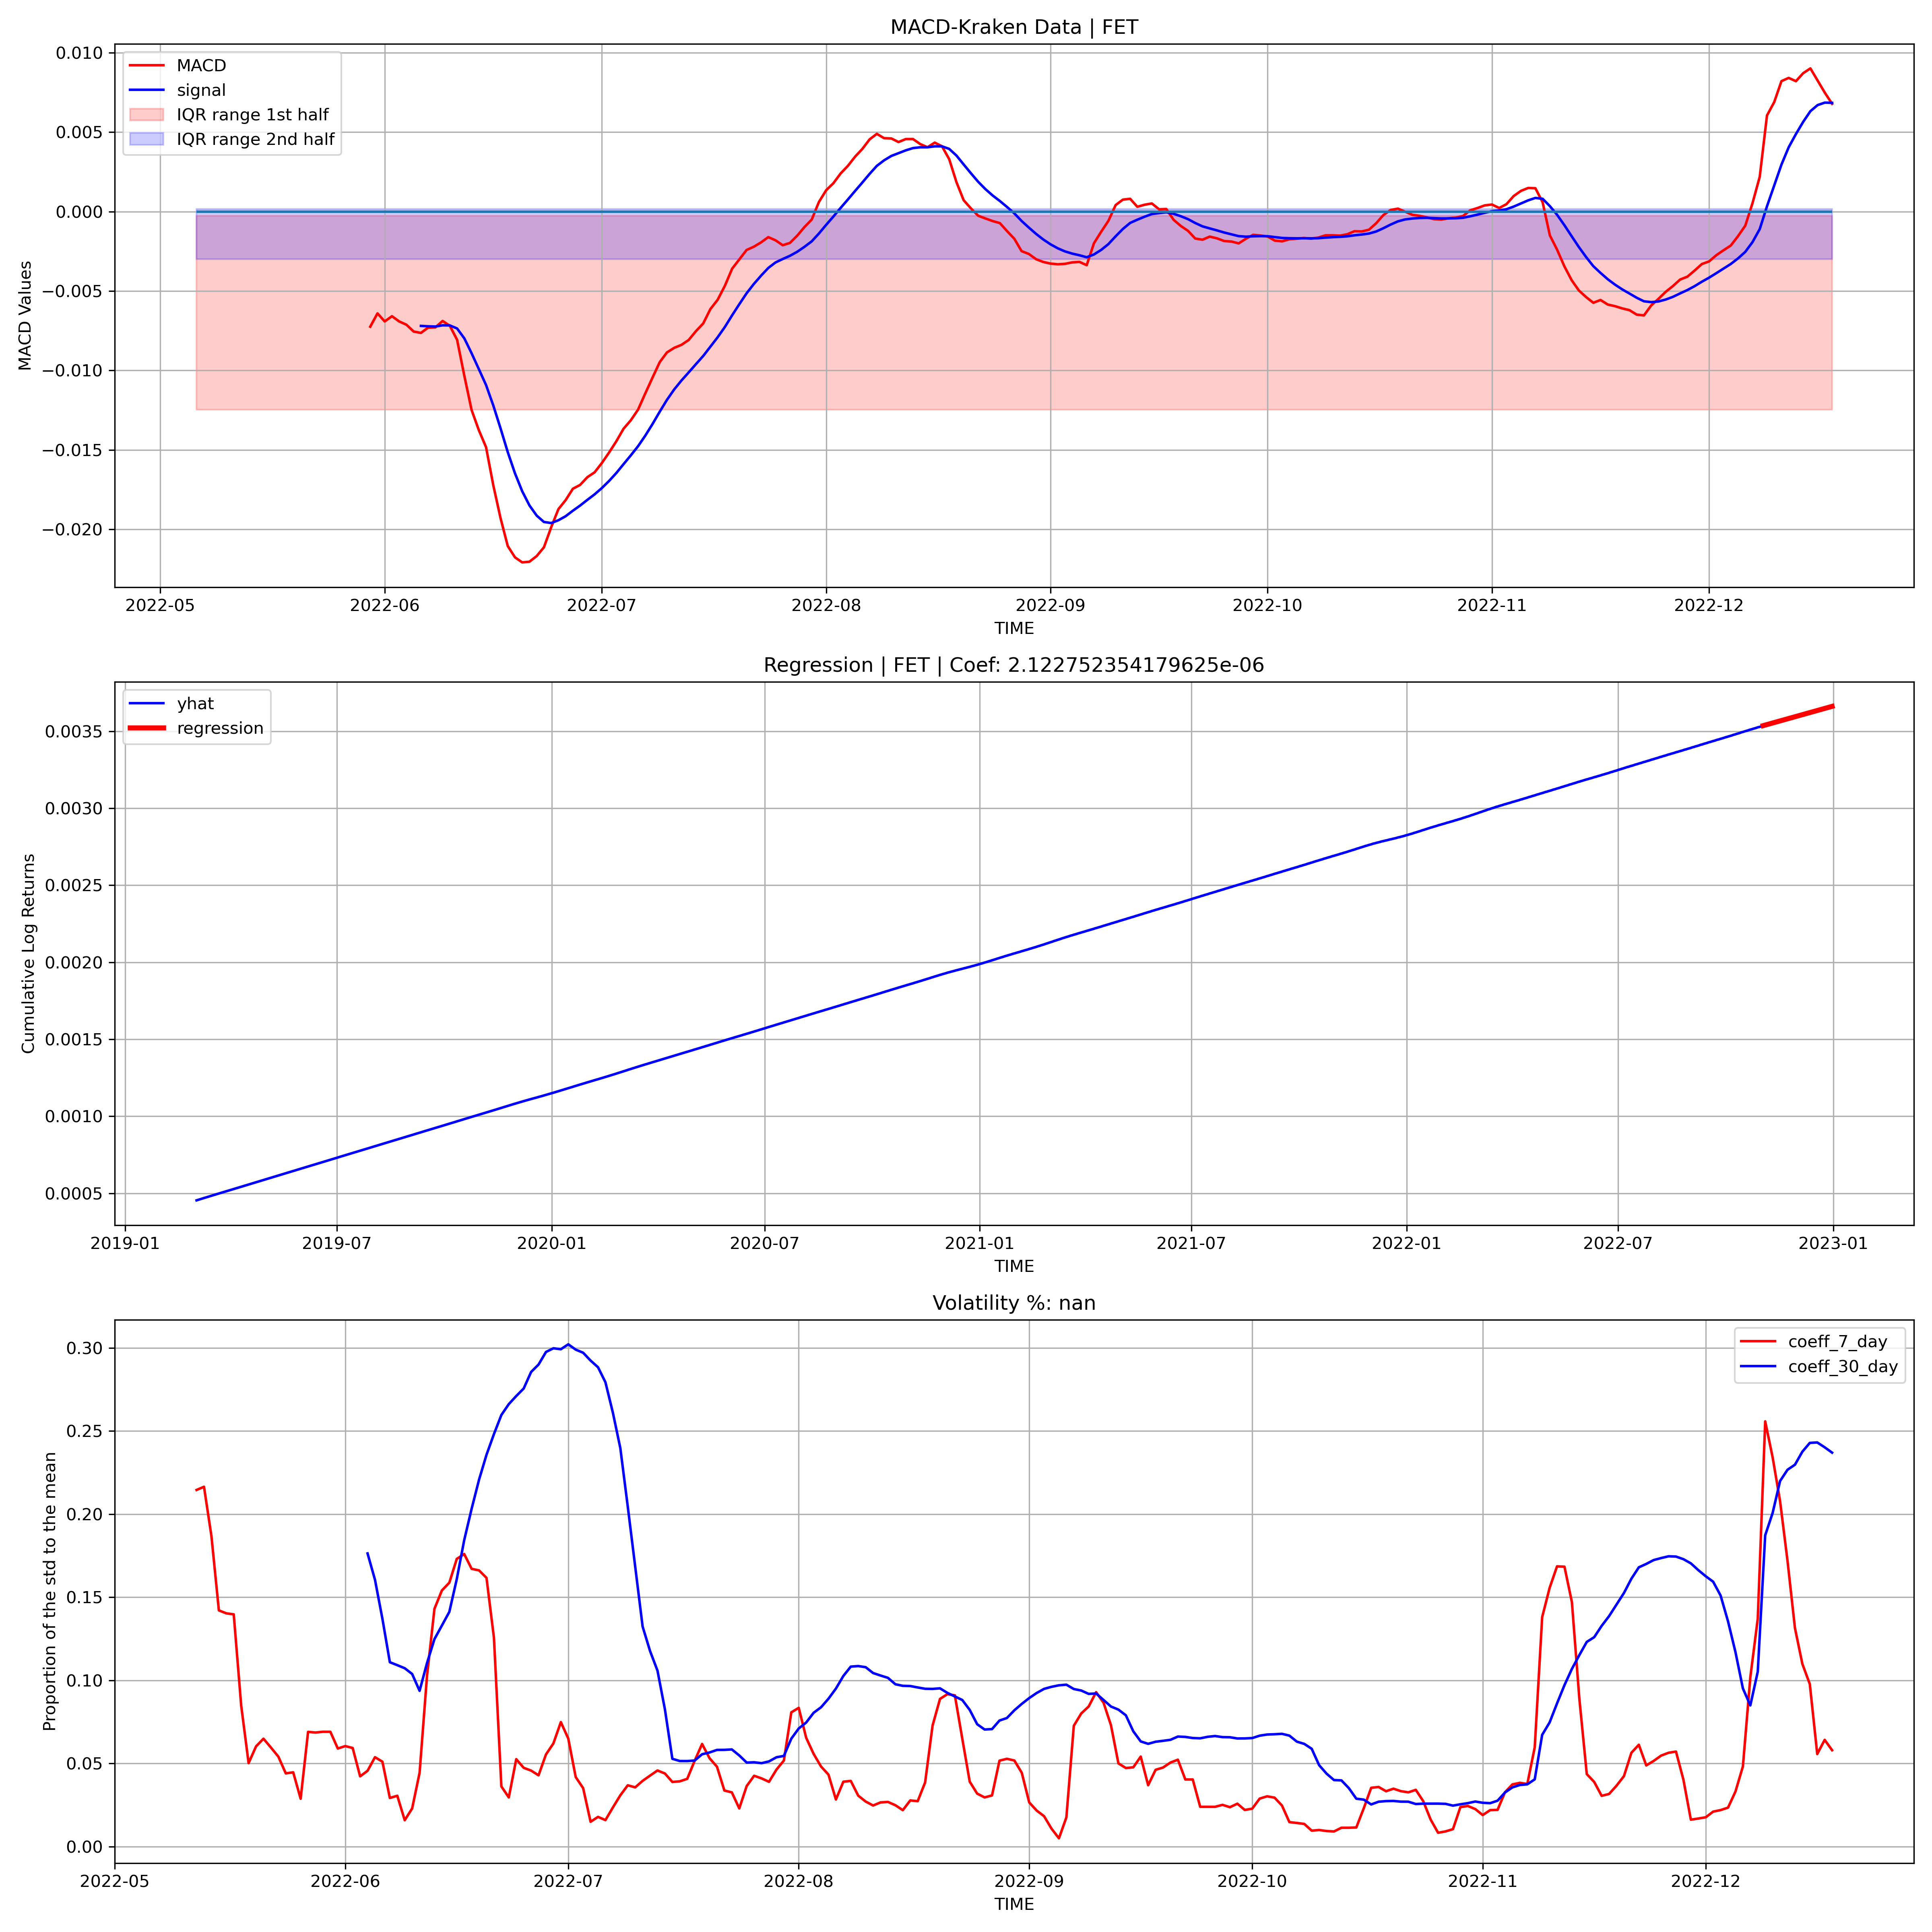 MACD-Kraken Data | FET
MACD
signal
IQR range 1st half
IQR range 2nd half
MACD Values
0.010
0.005
0.000
−0.005
−0.010
−0.015
−0.020
2022-05 2022-06 2022-07 2022-08 2022-09 2022-10 2022-11 2022-12
TIME
Regression | FET | Coef: 2.122752354179625e-06
yhat
regression
Cumulative Log Returns
0.0035
0.0030
0.0025
0.0020
0.0015
0.0010
0.0005
2019-01 2019-07 2020-01 2020-07 2021-01 2021-07 2022-01 2022-07 2023-01
TIME
Volatility %: nan
coeff_7_day
coeff_30_day
Proportion of the std to the mean
0.30
0.25
0.20
0.15
0.10
0.05
0.00
2022-05 2022-06 2022-07 2022-08 2022-09 2022-10 2022-11 2022-12
TIME